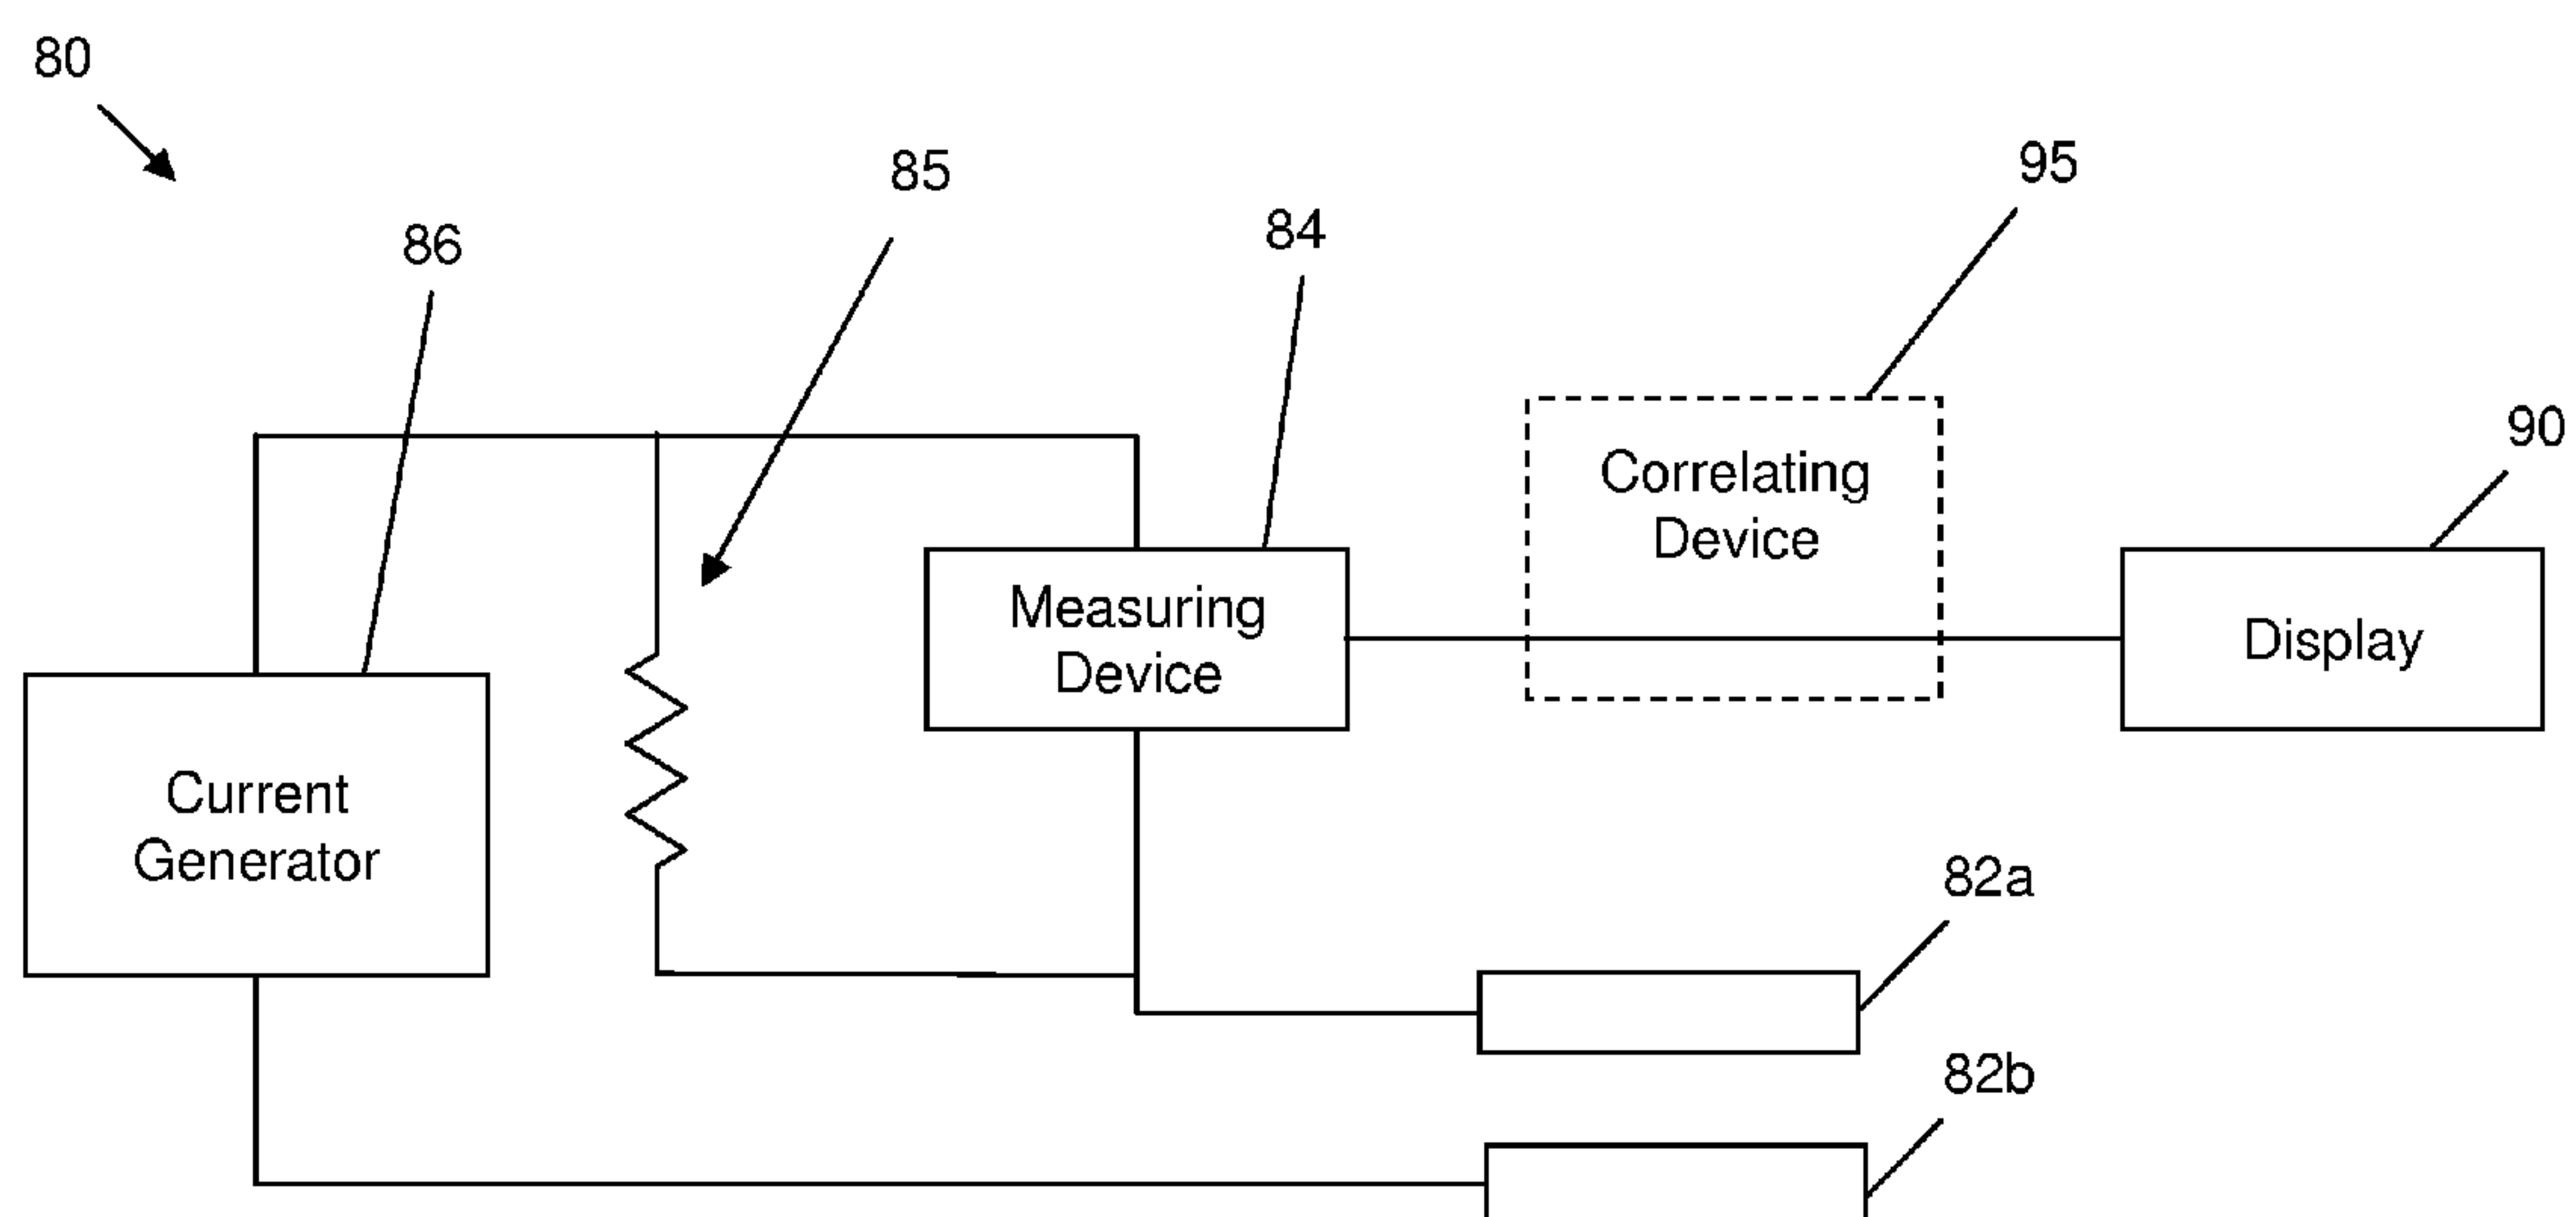 80
85
95
84
86
90
Correlating
Device
Measuring
Device
Display
Current
Generator
82a
82b